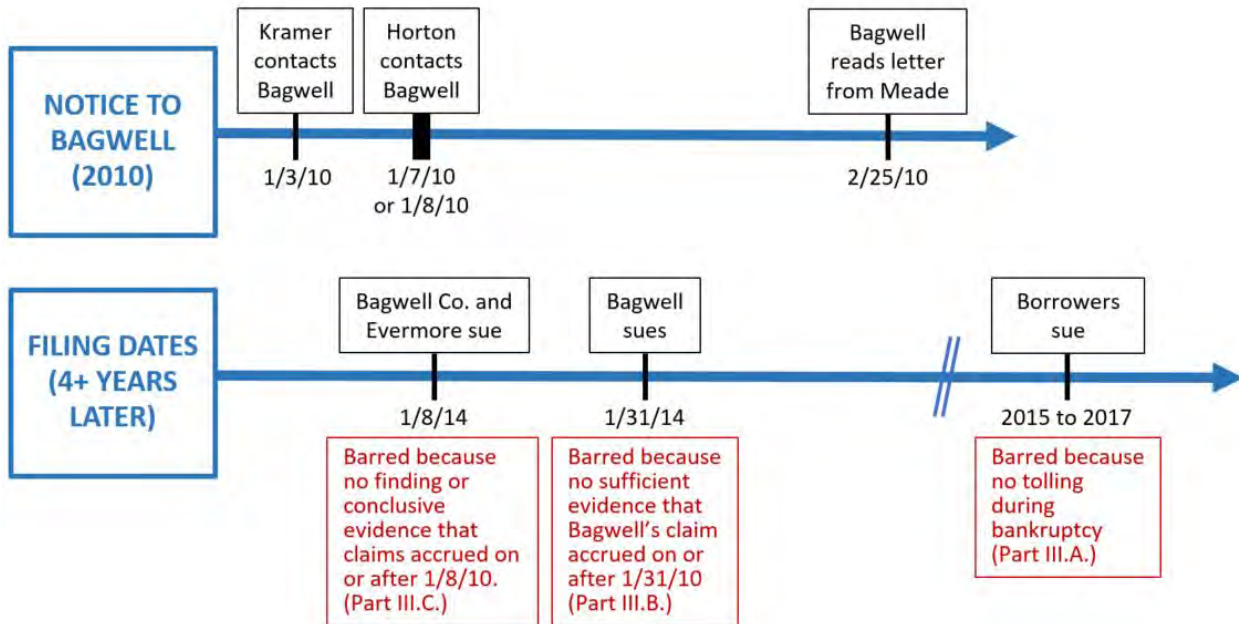 NOTICE TO
BAGWELL
(2010)
Kramer
contacts
Bagwell
1/3/10
Horton
contacts
Bagwell
1/7/10
or 1/8/10
Bagwell
reads letter
from Meade
2/25/10
FILING DATES
(4+ YEARS
LATER)
Bagwell Co. and
Evermore sue
1/8/14
Barred because
no finding or
conclusive
evidence that
claims accrued on
or after 1/8/10.
(Part III.C.)
Bagwell
sues
1/31/14
Barred because
no sufficient
evidence that
Bagwell’s claim
accrued on or
after 1/31/10
(Part III.B.)
Borrowers
sue
2015 to 2017
Barred because
no tolling
during
bankruptcy
(Part III.A.)